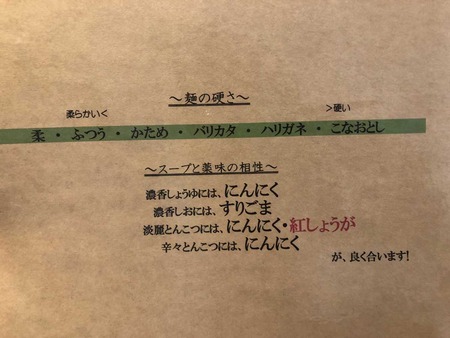 ～麺の硬さ～
柔らかい＜ ＞硬い
柔 ・ ふつう ・ かため ・ バリカタ ・ ハリガネ ・ こなおとし
～スープと薬味の相性～
濃香しょうゆには、にんにく
濃香しおには、すりごま
淡麗とんこつには、にんにく・紅しょうが
辛々とんこつには、にんにく
が、良く合います!